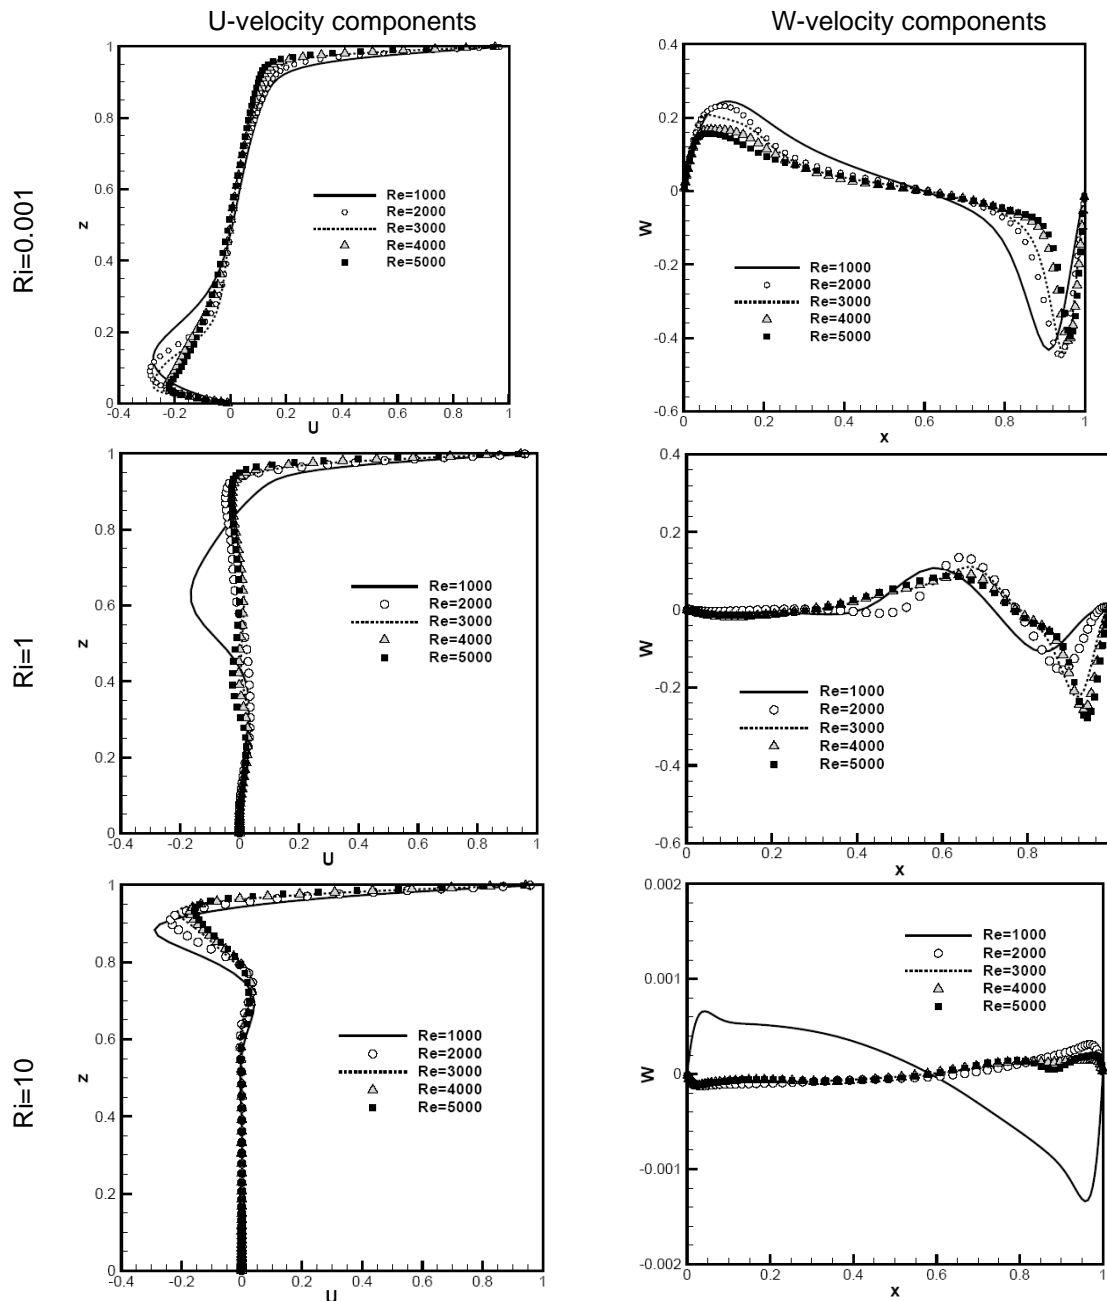 U-velocity components
W-velocity components
Ri=0.001
1
0.8
0.6
0.4
0.2
0
z
-0.4 -0.2 0 0.2 0.4 0.6 0.8 1
U
Re=1000
Re=2000
Re=3000
Re=4000
Re=5000
0.4
0.2
0
-0.2
-0.4
-0.6
W
0 0.2 0.4 0.6 0.8 1
x
Re=1000
Re=2000
Re=3000
Re=4000
Re=5000
Ri=1
1
0.8
0.6
0.4
0.2
0
z
-0.4 -0.2 0 0.2 0.4 0.6 0.8 1
U
Re=1000
Re=2000
Re=3000
Re=4000
Re=5000
0.4
0.2
0
-0.2
-0.4
-0.6
W
0 0.2 0.4 0.6 0.8 1
x
Re=1000
Re=2000
Re=3000
Re=4000
Re=5000
Ri=10
1
0.8
0.6
0.4
0.2
0
z
-0.4 -0.2 0 0.2 0.4 0.6 0.8 1
U
Re=1000
Re=2000
Re=3000
Re=4000
Re=5000
0.002
0.001
0
-0.001
-0.002
W
0 0.2 0.4 0.6 0.8 1
x
Re=1000
Re=2000
Re=3000
Re=4000
Re=5000